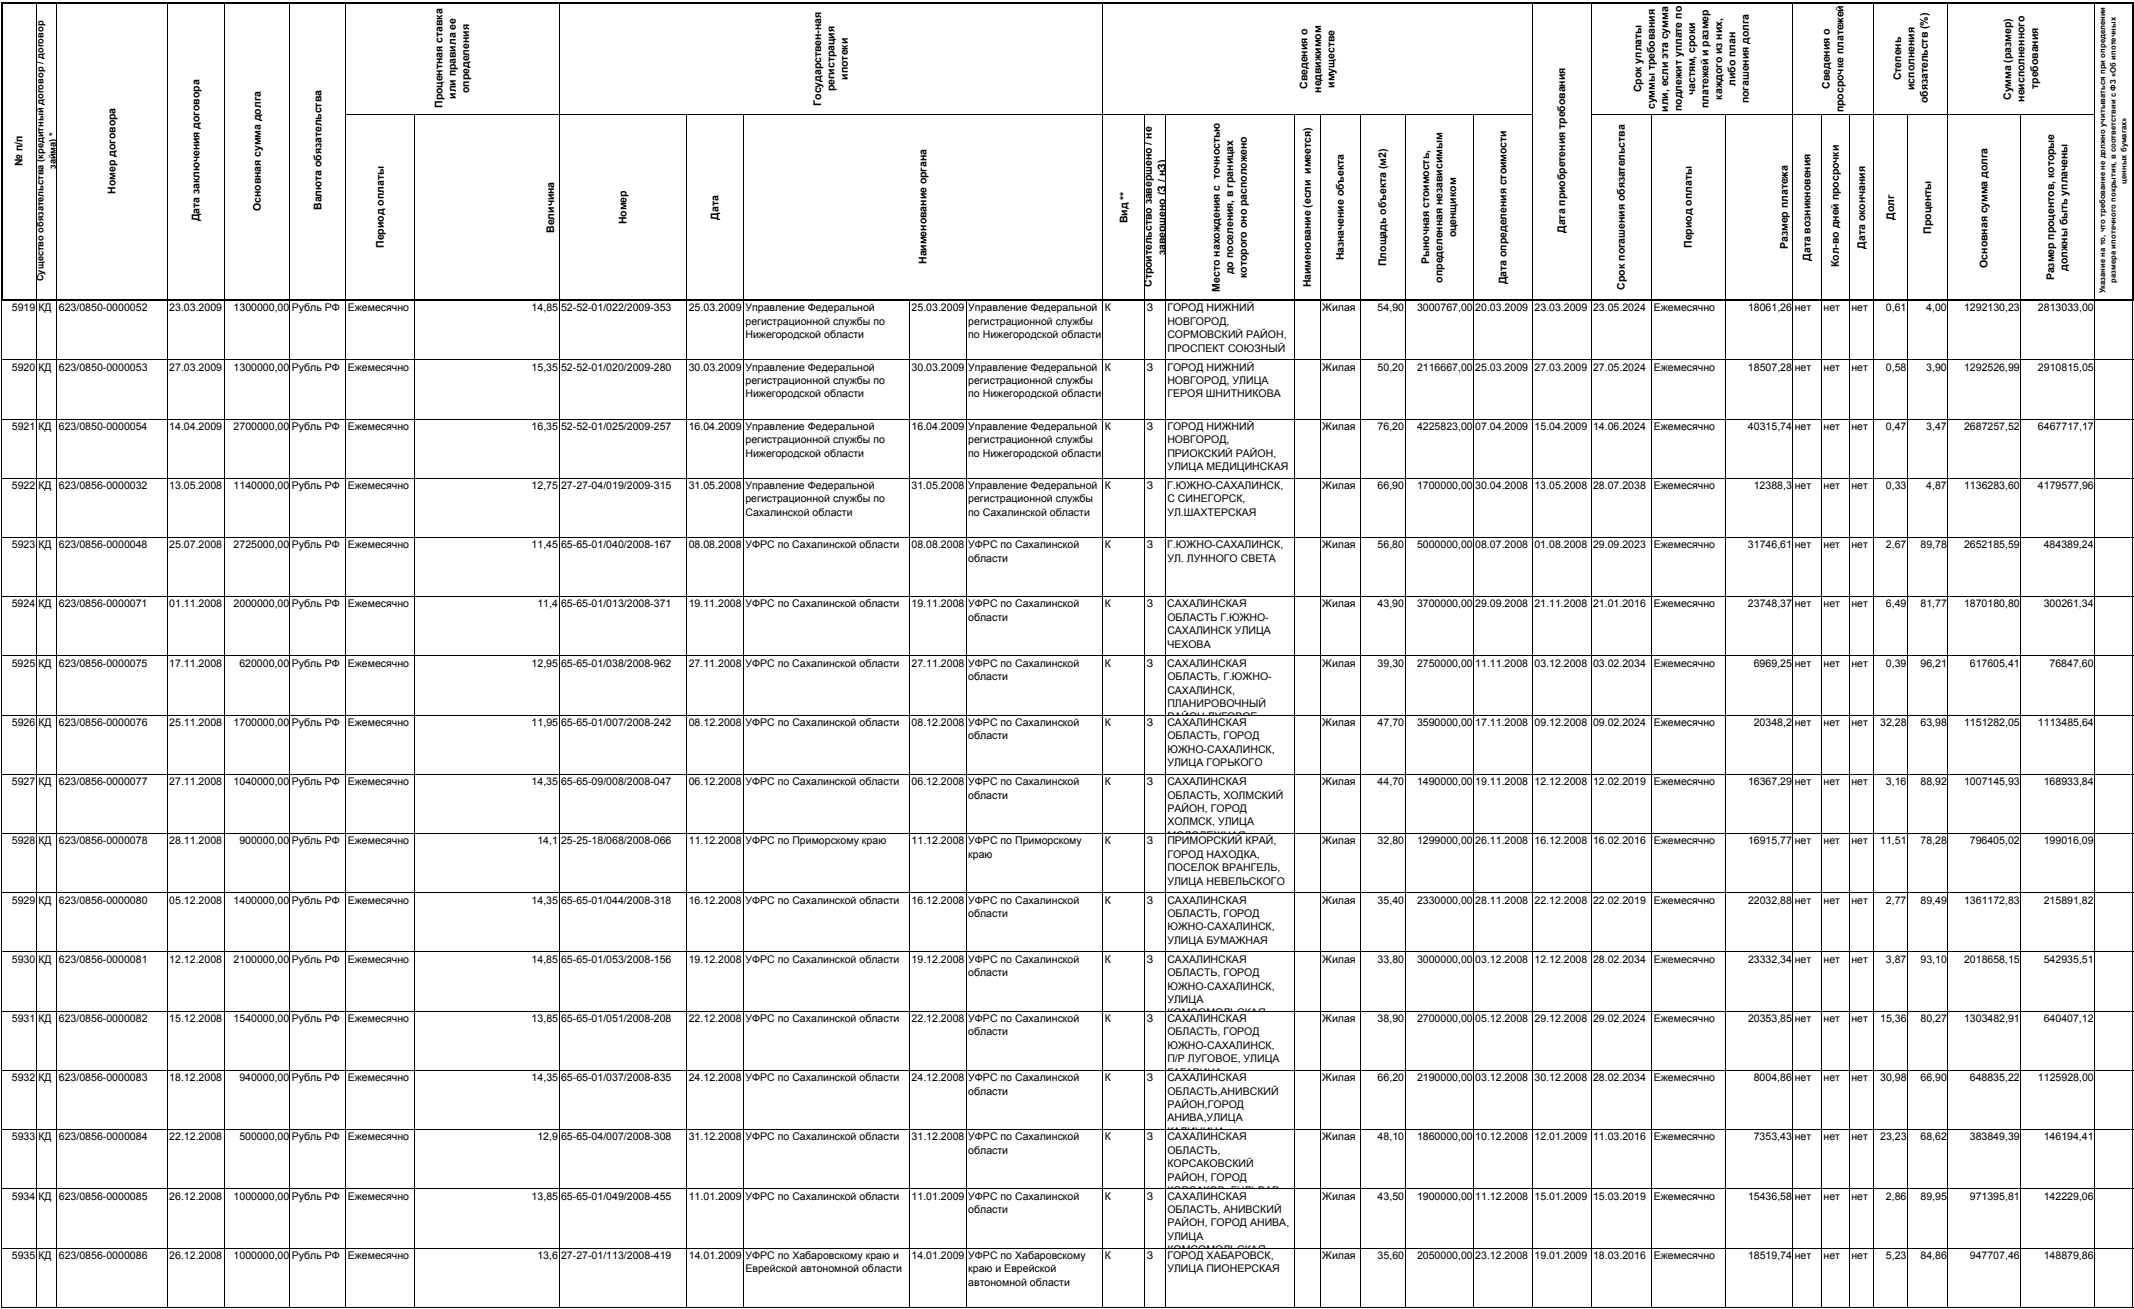 № п/п
Существо обязательства (кредитный договор / договор займа) *
Номер договора
Дата заключения договора
Основная сумма долга
Валюта обязательства
Процентная ставка или правила ее определения
Государствен-ная регистрация ипотеки
Сведения о недвижимом имуществе
Дата приобретения требования
Срок уплаты суммы требования или, если эта сумма подлежит уплате по частям, сроки платежей и размер каждого из них, либо план погашения долга
Сведения о просрочке платежей
Степень исполнения обязательств (%)
Сумма (размер) неисполненного требования
Указание на то, что требование не должно учитываться при определении размера ипотечного покрытия, в соответствии с ФЗ «Об ипотечных ценных бумагах»
Период оплаты
Величина
Номер
Дата
Наименование органа
Вид **
Строительство завершено / не завершено (З / нЗ)
Место нахождения с точностью до поселения, в границах которого оно расположено
Наименование (если имеется)
Назначение объекта
Площадь объекта (м2)
Рыночная стоимость, определенная независимым оценщиком
Дата определения стоимости
Срок погашения обязательства
Период оплаты
Размер платежа
Дата возникновения
Кол-во дней просрочки
Дата окончания
Долг
Проценты
Основная сумма долга
Размер процентов, которые должны быть уплачены
5919 КД 623/0850-0000052 23.03.2009 1300000,00 Рубль РФ Ежемесячно 14,85 52-52-01/022/2009-353 25.03.2009 Управление Федеральной регистрационной службы по Нижегородской области 25.03.2009 Управление Федеральной регистрационной службы по Нижегородской области К З ГОРОД НИЖНИЙ НОВГОРОД, СОРМОВСКИЙ РАЙОН, ПРОСПЕКТ СОЮЗНЫЙ Жилая 54,90 3000767,00 20.03.2009 23.03.2009 23.05.2024 Ежемесячно 18061,26 нет нет нет 0,61 4,00 1292130,23 2813033,00
5920 КД 623/0850-0000053 27.03.2009 1300000,00 Рубль РФ Ежемесячно 15,35 52-52-01/020/2009-280 30.03.2009 Управление Федеральной регистрационной службы по Нижегородской области 30.03.2009 Управление Федеральной регистрационной службы по Нижегородской области К З ГОРОД НИЖНИЙ НОВГОРОД, УЛИЦА ГЕРОЯ ШНИТНИКОВА Жилая 50,20 2116667,00 25.03.2009 27.03.2009 27.05.2024 Ежемесячно 18507,28 нет нет нет 0,58 3,90 1292526,99 2910815,05
5921 КД 623/0850-0000054 14.04.2009 2700000,00 Рубль РФ Ежемесячно 16,35 52-52-01/025/2009-257 16.04.2009 Управление Федеральной регистрационной службы по Нижегородской области 16.04.2009 Управление Федеральной регистрационной службы по Нижегородской области К З ГОРОД НИЖНИЙ НОВГОРОД, ПРИОКСКИЙ РАЙОН, УЛИЦА МЕДИЦИНСКАЯ Жилая 76,20 4225823,00 07.04.2009 15.04.2009 14.06.2024 Ежемесячно 40315,74 нет нет нет 0,47 3,47 2687257,52 6467717,17
5922 КД 623/0856-0000032 13.05.2008 1140000,00 Рубль РФ Ежемесячно 12,75 27-27-04/019/2009-315 31.05.2008 Управление Федеральной регистрационной службы по Сахалинской области 31.05.2008 Управление Федеральной регистрационной службы по Сахалинской области К З Г.ЮЖНО-САХАЛИНСК, С СИНЕГОРСК, УЛ.ШАХТЕРСКАЯ Жилая 66,90 1700000,00 30.04.2008 13.05.2008 28.07.2038 Ежемесячно 12388,3 нет нет нет 0,33 4,87 1136283,60 4179577,96
5923 КД 623/0856-0000048 25.07.2008 2725000,00 Рубль РФ Ежемесячно 11,45 65-65-01/040/2008-167 08.08.2008 УФРС по Сахалинской области 08.08.2008 УФРС по Сахалинской области К З Г.ЮЖНО-САХАЛИНСК, УЛ. ЛУННОГО СВЕТА Жилая 56,80 5000000,00 08.07.2008 01.08.2008 29.09.2023 Ежемесячно 31746,61 нет нет нет 2,67 89,78 2652185,59 484389,24
5924 КД 623/0856-0000071 01.11.2008 2000000,00 Рубль РФ Ежемесячно 11,4 65-65-01/013/2008-371 19.11.2008 УФРС по Сахалинской области 19.11.2008 УФРС по Сахалинской области К З САХАЛИНСКАЯ ОБЛАСТЬ Г.ЮЖНО-САХАЛИНСК УЛИЦА ЧЕХОВА Жилая 43,90 3700000,00 29.09.2008 21.11.2008 21.01.2016 Ежемесячно 23748,37 нет нет нет 6,49 81,77 1870180,80 300261,34
5925 КД 623/0856-0000075 17.11.2008 620000,00 Рубль РФ Ежемесячно 12,95 65-65-01/038/2008-962 27.11.2008 УФРС по Сахалинской области 27.11.2008 УФРС по Сахалинской области К З САХАЛИНСКАЯ ОБЛАСТЬ, Г.ЮЖНО-САХАЛИНСК, ПЛАНИРОВОЧНЫЙ Жилая 39,30 2750000,00 11.11.2008 03.12.2008 03.02.2034 Ежемесячно 6969,25 нет нет нет 0,39 96,21 617605,41 76847,60
5926 КД 623/0856-0000076 25.11.2008 1700000,00 Рубль РФ Ежемесячно 11,95 65-65-01/007/2008-242 08.12.2008 УФРС по Сахалинской области 08.12.2008 УФРС по Сахалинской области К З САХАЛИНСКАЯ ОБЛАСТЬ, ГОРОД ЮЖНО-САХАЛИНСК, УЛИЦА ГОРЬКОГО Жилая 47,70 3590000,00 17.11.2008 09.12.2008 09.02.2024 Ежемесячно 20348,2 нет нет нет 32,28 63,98 1151282,05 1113485,64
5927 КД 623/0856-0000077 27.11.2008 1040000,00 Рубль РФ Ежемесячно 14,35 65-65-09/008/2008-047 06.12.2008 УФРС по Сахалинской области 06.12.2008 УФРС по Сахалинской области К З САХАЛИНСКАЯ ОБЛАСТЬ, ХОЛМСКИЙ РАЙОН, ГОРОД ХОЛМСК, УЛИЦА Жилая 44,70 1490000,00 19.11.2008 12.12.2008 12.02.2019 Ежемесячно 16367,29 нет нет нет 3,16 88,92 1007145,93 168933,84
5928 КД 623/0856-0000078 28.11.2008 900000,00 Рубль РФ Ежемесячно 14,1 25-25-18/068/2008-066 11.12.2008 УФРС по Приморскому краю 11.12.2008 УФРС по Приморскому краю К З ПРИМОРСКИЙ КРАЙ, ГОРОД НАХОДКА, ПОСЕЛОК ВРАНГЕЛЬ, УЛИЦА НЕВЕЛЬСКОГО Жилая 32,80 1299000,00 26.11.2008 16.12.2008 16.02.2016 Ежемесячно 16915,77 нет нет нет 11,51 78,28 796405,02 199016,09
5929 КД 623/0856-0000080 05.12.2008 1400000,00 Рубль РФ Ежемесячно 14,35 65-65-01/044/2008-318 16.12.2008 УФРС по Сахалинской области 16.12.2008 УФРС по Сахалинской области К З САХАЛИНСКАЯ ОБЛАСТЬ, ГОРОД ЮЖНО-САХАЛИНСК, УЛИЦА БУМАЖНАЯ Жилая 35,40 2330000,00 28.11.2008 22.12.2008 22.02.2019 Ежемесячно 22032,88 нет нет нет 2,77 89,49 1361172,83 215891,82
5930 КД 623/0856-0000081 12.12.2008 2100000,00 Рубль РФ Ежемесячно 14,85 65-65-01/053/2008-156 19.12.2008 УФРС по Сахалинской области 19.12.2008 УФРС по Сахалинской области К З САХАЛИНСКАЯ ОБЛАСТЬ, ГОРОД ЮЖНО-САХАЛИНСК, УЛИЦА Жилая 33,80 3000000,00 03.12.2008 12.12.2008 28.02.2034 Ежемесячно 23332,34 нет нет нет 3,87 93,10 2018658,15 542935,51
5931 КД 623/0856-0000082 15.12.2008 1540000,00 Рубль РФ Ежемесячно 13,85 65-65-01/051/2008-208 22.12.2008 УФРС по Сахалинской области 22.12.2008 УФРС по Сахалинской области К З САХАЛИНСКАЯ ОБЛАСТЬ, ГОРОД ЮЖНО-САХАЛИНСК, П/Р ЛУГОВОЕ, УЛИЦА Жилая 38,90 2700000,00 05.12.2008 29.12.2008 29.02.2024 Ежемесячно 20353,85 нет нет нет 15,36 80,27 1303482,91 640407,12
5932 КД 623/0856-0000083 18.12.2008 940000,00 Рубль РФ Ежемесячно 14,35 65-65-01/037/2008-835 24.12.2008 УФРС по Сахалинской области 24.12.2008 УФРС по Сахалинской области К З САХАЛИНСКАЯ ОБЛАСТЬ,АНИВСКИЙ РАЙОН,ГОРОД АНИВА,УЛИЦА Жилая 66,20 2190000,00 03.12.2008 30.12.2008 28.02.2034 Ежемесячно 8004,86 нет нет нет 30,98 66,90 648835,22 1125928,00
5933 КД 623/0856-0000084 22.12.2008 500000,00 Рубль РФ Ежемесячно 12,9 65-65-04/007/2008-308 31.12.2008 УФРС по Сахалинской области 31.12.2008 УФРС по Сахалинской области К З САХАЛИНСКАЯ ОБЛАСТЬ, КОРСАКОВСКИЙ РАЙОН, ГОРОД Жилая 48,10 1860000,00 10.12.2008 12.01.2009 11.03.2016 Ежемесячно 7353,43 нет нет нет 23,23 68,62 383849,39 146194,41
5934 КД 623/0856-0000085 26.12.2008 1000000,00 Рубль РФ Ежемесячно 13,85 65-65-01/049/2008-455 11.01.2009 УФРС по Сахалинской области 11.01.2009 УФРС по Сахалинской области К З САХАЛИНСКАЯ ОБЛАСТЬ, АНИВСКИЙ РАЙОН, ГОРОД АНИВА, УЛИЦА Жилая 43,50 1900000,00 11.12.2008 15.01.2009 15.03.2019 Ежемесячно 15436,58 нет нет нет 2,86 89,95 971395,81 142229,06
5935 КД 623/0856-0000086 26.12.2008 1000000,00 Рубль РФ Ежемесячно 13,6 27-27-01/113/2008-419 14.01.2009 УФРС по Хабаровскому краю и Еврейской автономной области 14.01.2009 УФРС по Хабаровскому краю и Еврейской автономной области К З ГОРОД ХАБАРОВСК, УЛИЦА ПИОНЕРСКАЯ Жилая 35,60 2050000,00 23.12.2008 19.01.2009 18.03.2016 Ежемесячно 18519,74 нет нет нет 5,23 84,86 947707,46 148879,86